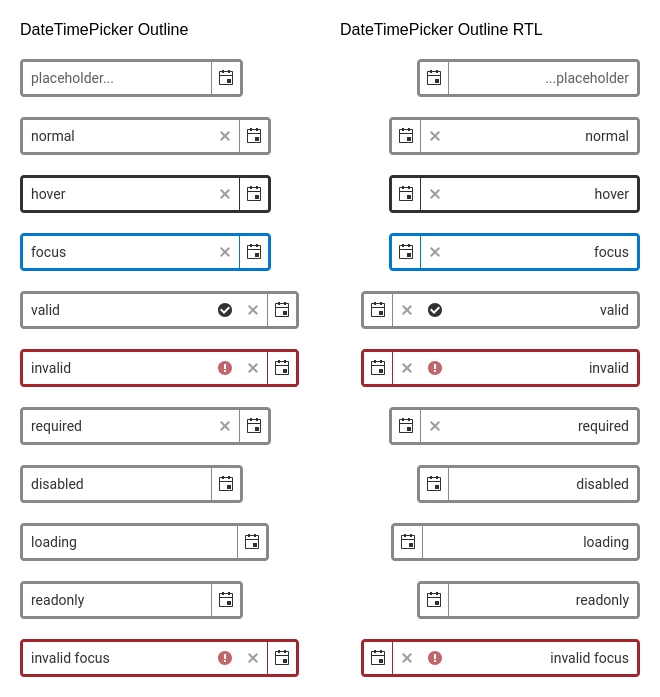 DateTimePicker Outline
placeholder...
normal
hover
focus
valid
invalid
required
disabled
loading
readonly
invalid focus
DateTimePicker Outline RTL
...placeholder
normal
hover
focus
valid
invalid
required
disabled
loading
readonly
invalid focus